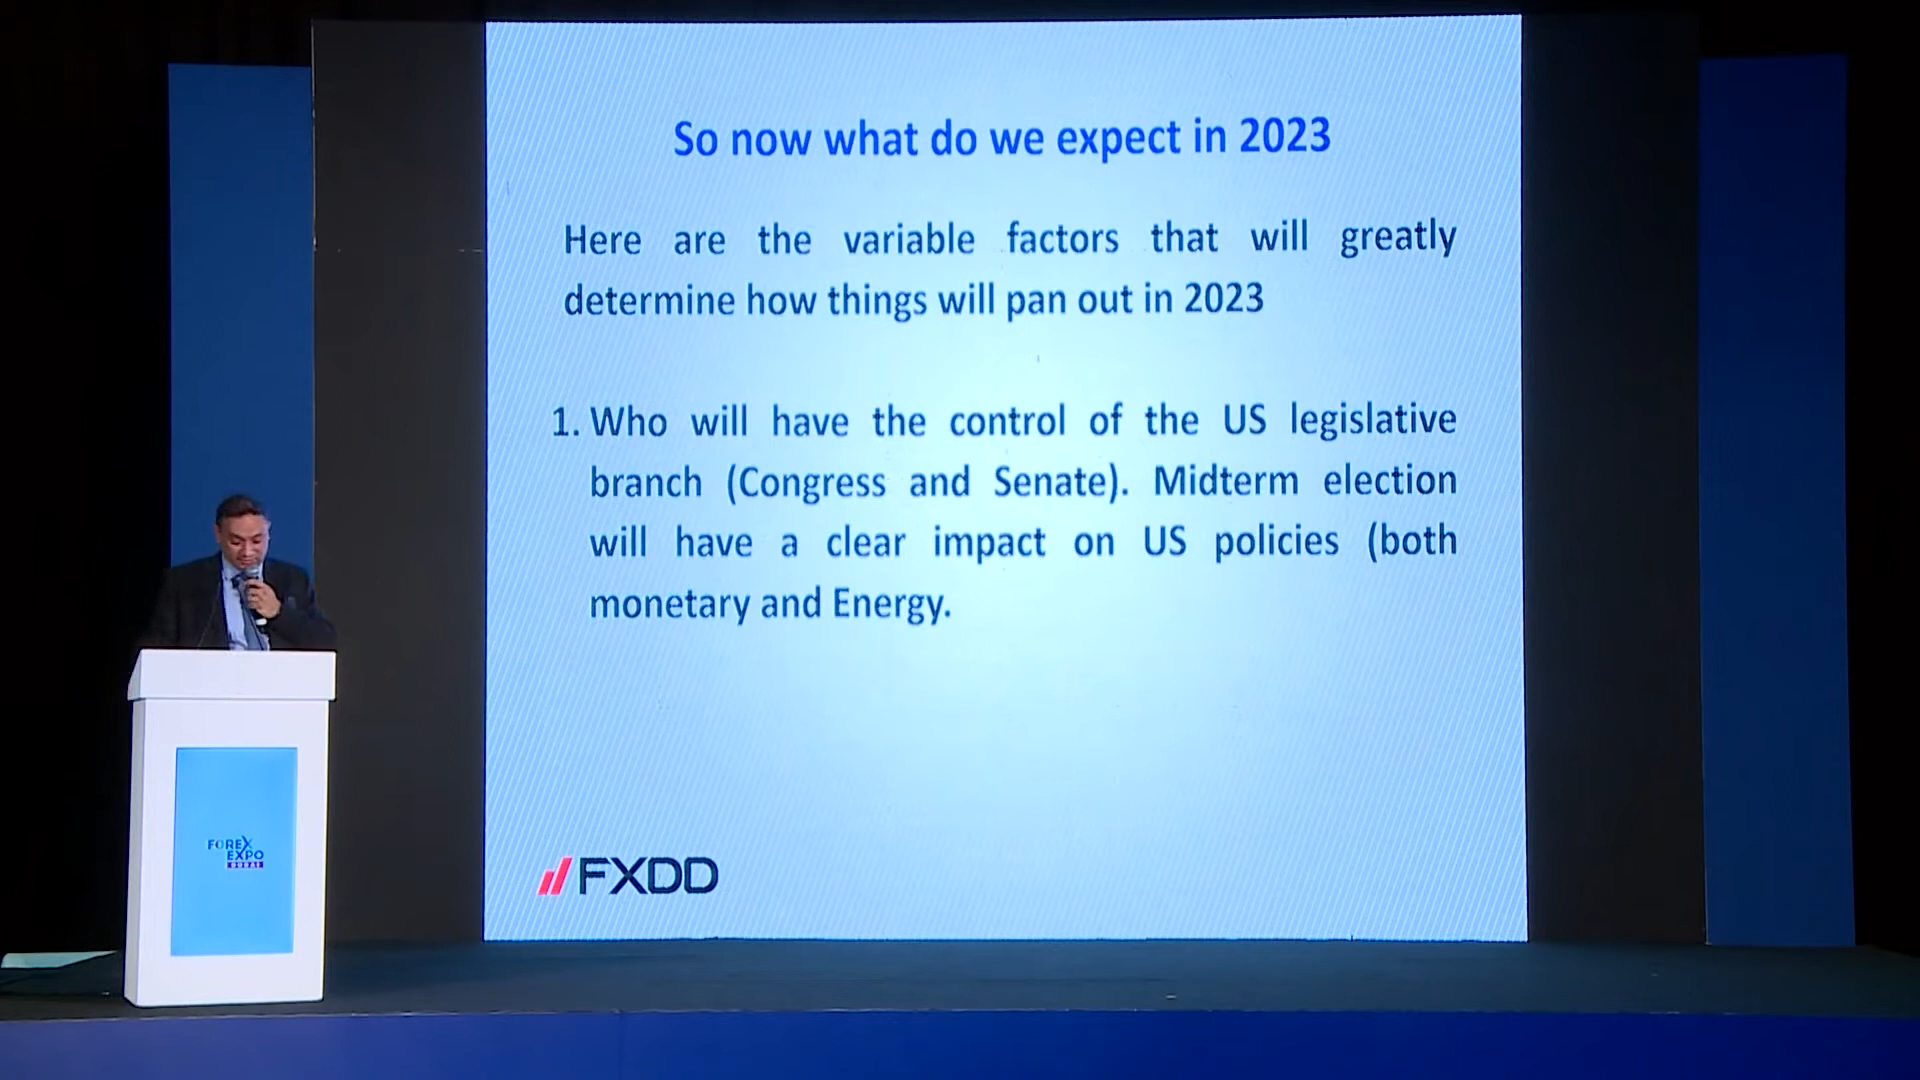 So now what do we expect in 2023
Here are the variable factors that will greatly
determine how things will pan out in 2023
1. Who will have the control of the US legislative
branch (Congress and Senate). Midterm election
will have a clear impact on US policies (both
monetary and Energy.
FXDD
FOREX
EXPO
DUBAI